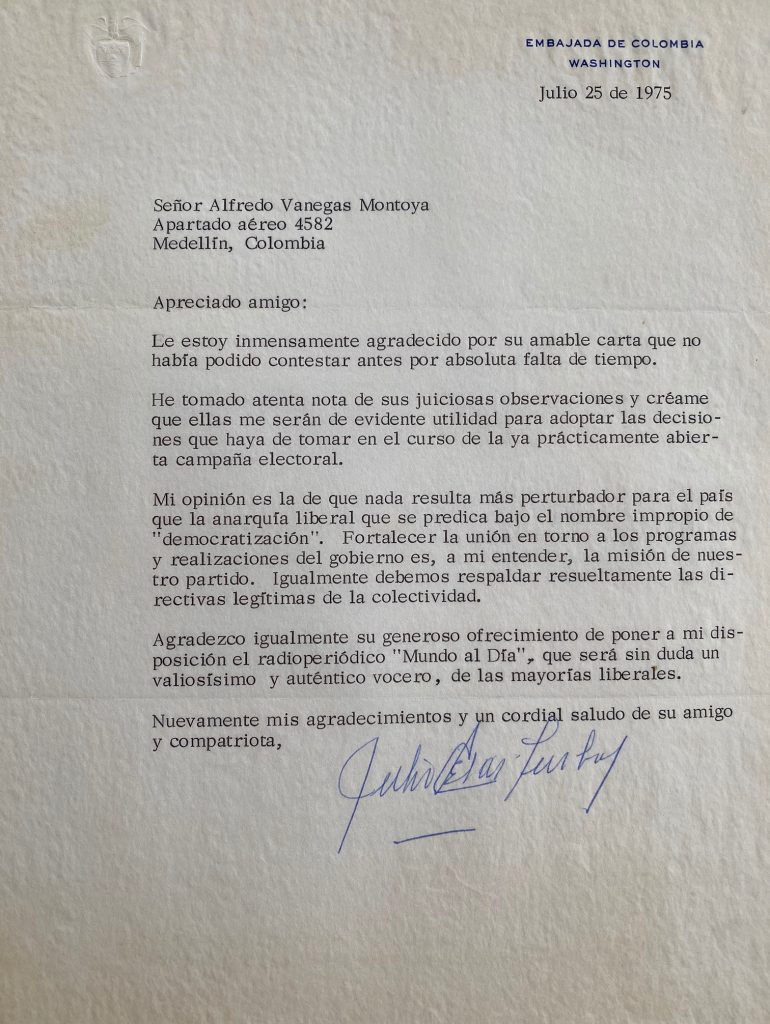 EMBAJADA DE COLOMBIA
WASHINGTON
Julio 25 de 1975
Señor Alfredo Vanegas Montoya
Apartado aéreo 4582
Medellín, Colombia
Apreciado amigo:
Le estoy inmensamente agradecido por su amable carta que no
había podido contestar antes por absoluta falta de tiempo.
He tomado atenta nota de sus juiciosas observaciones y créame
que ellas me serán de evidente utilidad para adoptar las decisio-
nes que haya de tomar en el curso de la ya prácticamente abier-
ta campaña electoral.
Mi opinión es la de que nada resulta más perturbador para el país
que la anarquía liberal que se predica bajo el nombre impropio de
"democratización". Fortalecer la unión en torno a los programas
y realizaciones del gobierno es, a mi entender, la misión de nues-
tro partido. Igualmente debemos respaldar resueltamente las di-
rectivas legítimas de la colectividad.
Agradezco igualmente su generoso ofrecimiento de poner a mi dis-
posición el radioperiódico "Mundo al Día", que será sin duda un
valiosísimo y auténtico vocero, de las mayorías liberales.
Nuevamente mis agradecimientos y un cordial saludo de su amigo
y compatriota,
Julio César Turbay